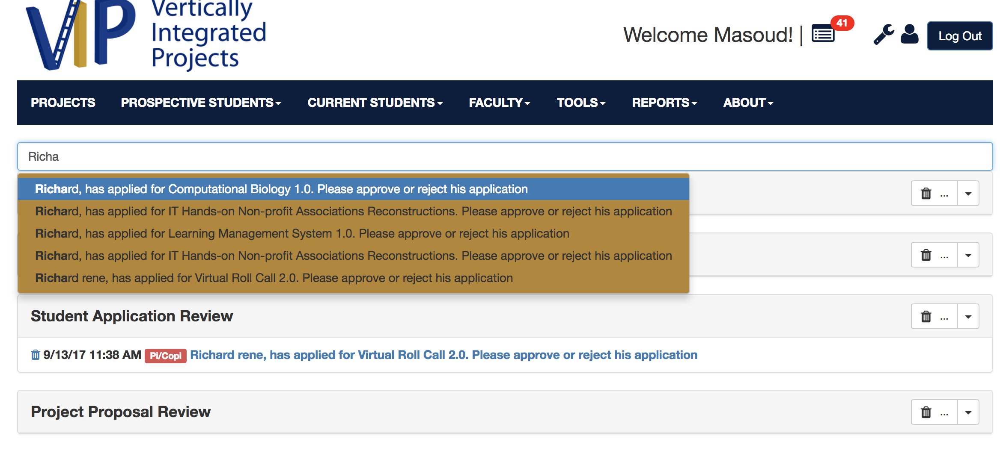 VIP
Vertically
Integrated
Projects
Welcome Masoud! | 41
Log Out
PROJECTS PROSPECTIVE STUDENTS CURRENT STUDENTS FACULTY TOOLS REPORTS ABOUT
Richa
Richard, has applied for Computational Biology 1.0. Please approve or reject his application
Richard, has applied for IT Hands-on Non-profit Associations Reconstructions. Please approve or reject his application
Richard, has applied for Learning Management System 1.0. Please approve or reject his application
Richard, has applied for IT Hands-on Non-profit Associations Reconstructions. Please approve or reject his application
Richard rene, has applied for Virtual Roll Call 2.0. Please approve or reject his application
...
...
Student Application Review ...
9/13/17 11:38 AM Pi/Copi Richard rene, has applied for Virtual Roll Call 2.0. Please approve or reject his application
Project Proposal Review ...